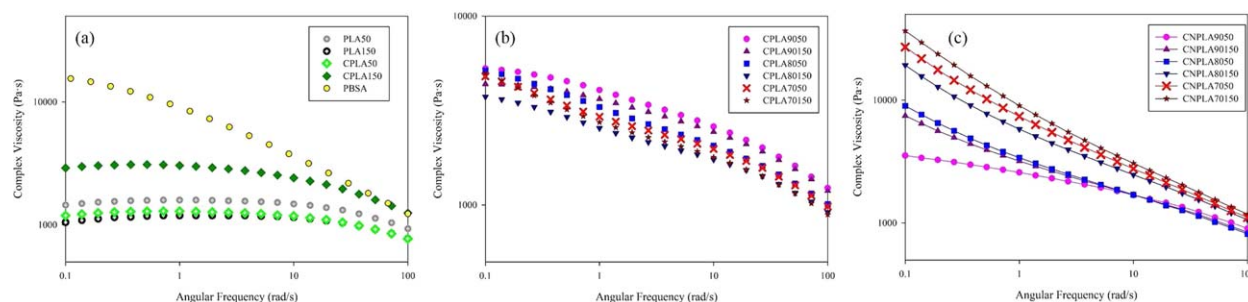 (a)
PLA50
PLA150
CPLA50
CPLA150
PBSA
Complex Viscosity (Pa·s)
10000
1000
0.1
1
10
100
Angular Frequency (rad/s)
(b)
CPLA9050
CPLA90150
CPLA8050
CPLA80150
CPLA7050
CPLA70150
Complex Viscosity (Pa·s)
10000
1000
0.1
1
10
100
Angular Frequency (rad/s)
(c)
CNPLA9050
CNPLA90150
CNPLA8050
CNPLA80150
CNPLA7050
CNPLA70150
Complex Viscosity (Pa·s)
10000
1000
0.1
1
10
10
Angular Frequency (rad/s)